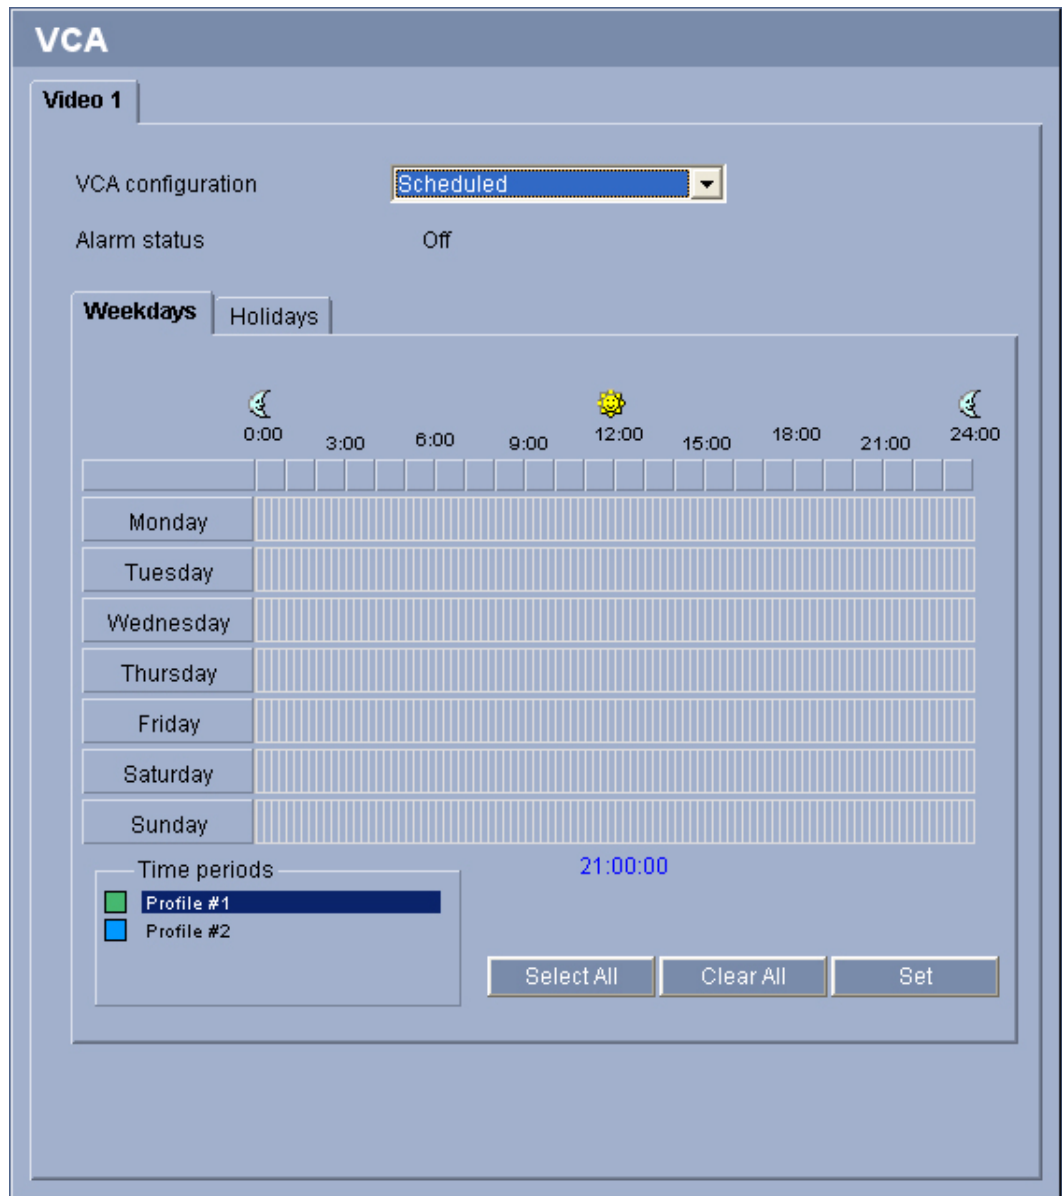 VCA
Video 1
VCA configuration Scheduled
Alarm status Off
Weekdays Holidays
0:00 3:00 6:00 9:00 12:00 15:00 18:00 21:00 24:00
Monday
Tuesday
Wednesday
Thursday
Friday
Saturday
Sunday
Time periods 21:00:00
Profile #1
Profile #2
Select All Clear All Set